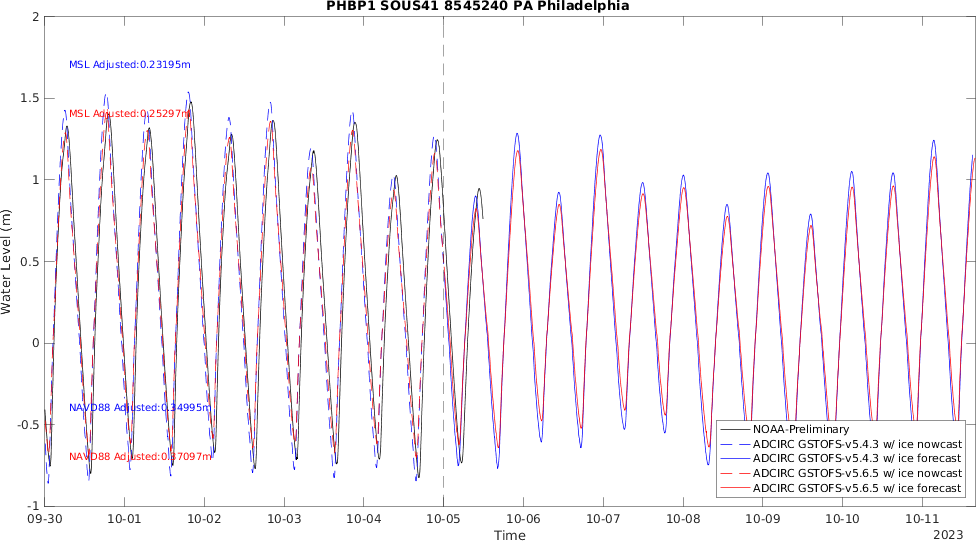 PHBP1 SOUS41 8545240 PA Philadelphia
2
1.5
1
0.5
0
-0.5
-1
Water Level (m)
MSL Adjusted:0.23195m
MSL Adjusted:0.25297m
NAVD88 Adjusted:0.34995m
NAVD88 Adjusted:0.37097m
NOAA-Preliminary
ADCIRC GSTOFS-v5.4.3 w/ ice nowcast
ADCIRC GSTOFS-v5.4.3 w/ ice forecast
ADCIRC GSTOFS-v5.6.5 w/ ice nowcast
ADCIRC GSTOFS-v5.6.5 w/ ice forecast
09-30 10-01 10-02 10-03 10-04 10-05 10-06 10-07 10-08 10-09 10-10 10-11
Time
2023